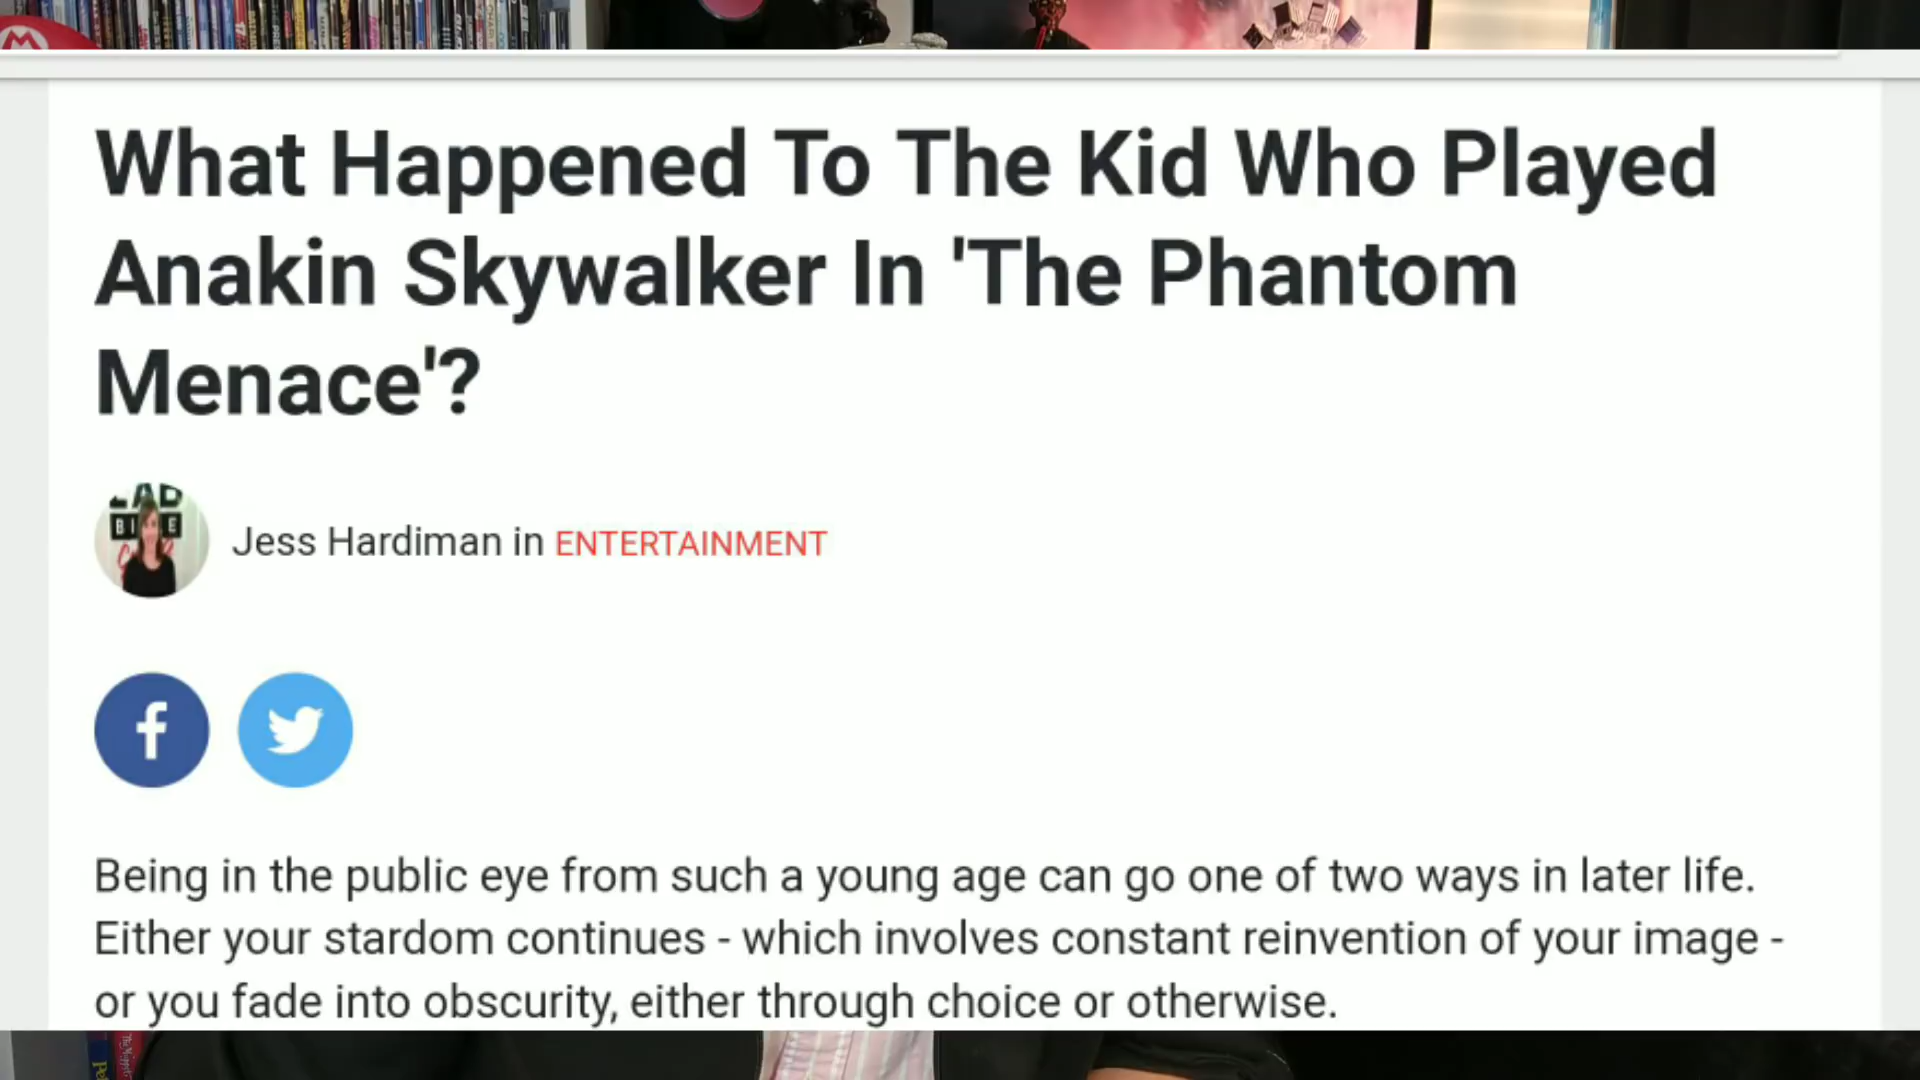 What Happened To The Kid Who Played
Anakin Skywalker In 'The Phantom
Menace'?
LAD
BIBLE
Jess Hardiman in ENTERTAINMENT
Being in the public eye from such a young age can go one of two ways in later life.
Either your stardom continues - which involves constant reinvention of your image -
or you fade into obscurity, either through choice or otherwise.